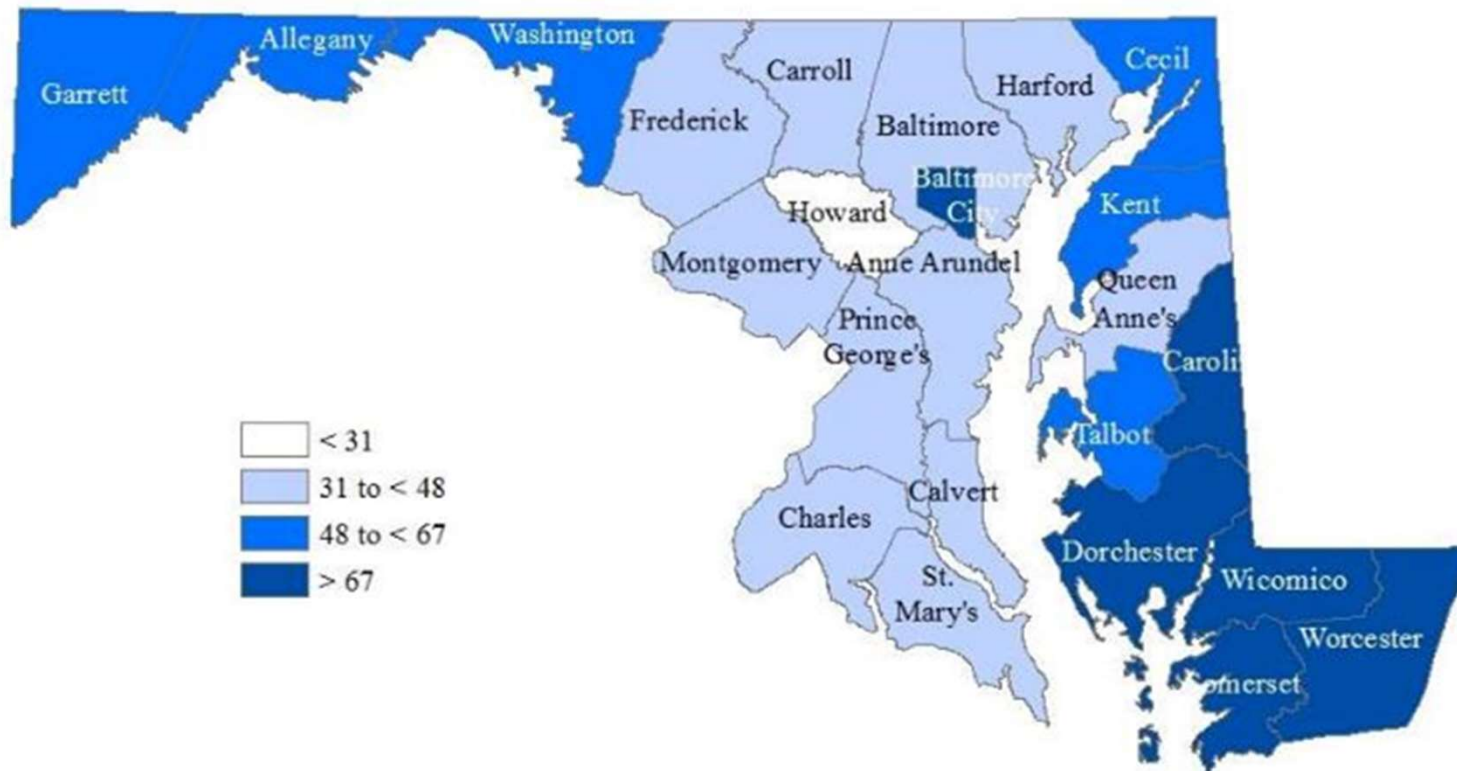 Garrett
Allegany
Washington
Frederick
Carroll
Baltimore
Harford
Cecil
Baltimore
City
Howard
Kent
Montgomery
Anne Arundel
Queen
Anne's
Prince
George's
Caroli
Talbot
Calvert
Charles
St.
Mary's
Dorchester
Wicomico
Worcester
omerset
< 31
31 to < 48
48 to < 67
> 67